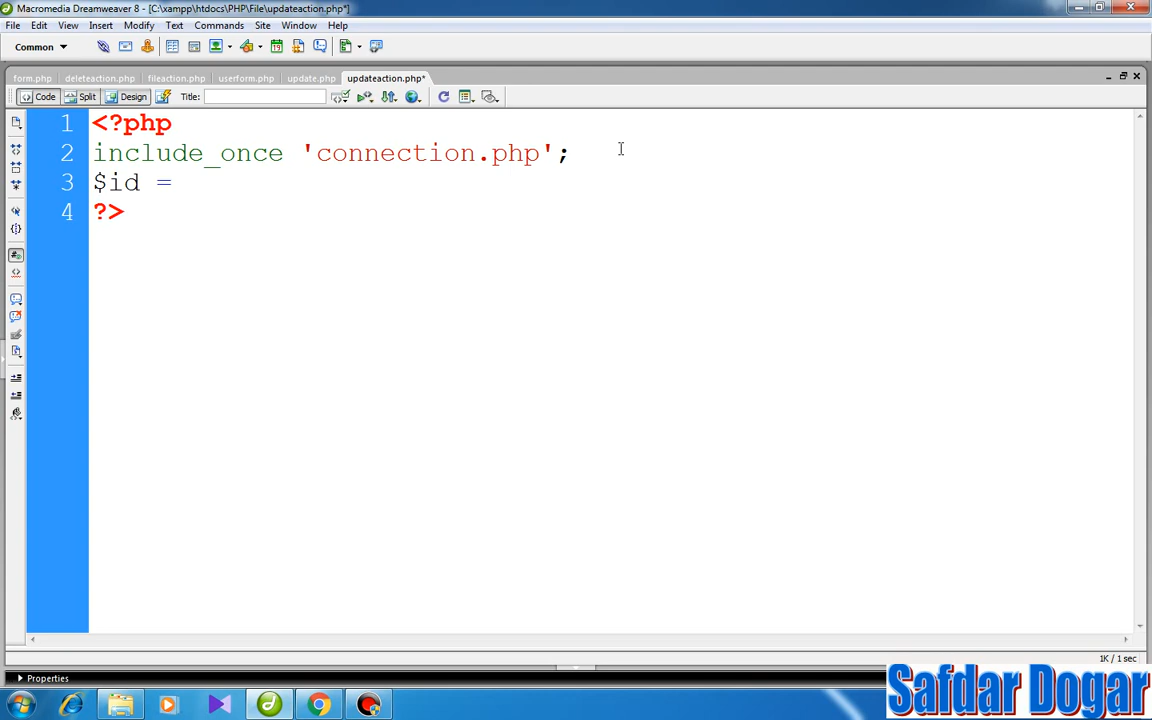 Macromedia Dreamweaver 8 - [C:\xampp\htdocs\PHP\File\updateaction.php*]
File Edit View Insert Modify Text Commands Site Window Help
Common
form.php deleteaction.php fileaction.php userform.php update.php updateaction.php*
Code Split Design Title:
1 <?php
2 include_once 'connection.php';
3 $id =
4 ?>
1K / 1 sec
Properties
Safdar Dogar